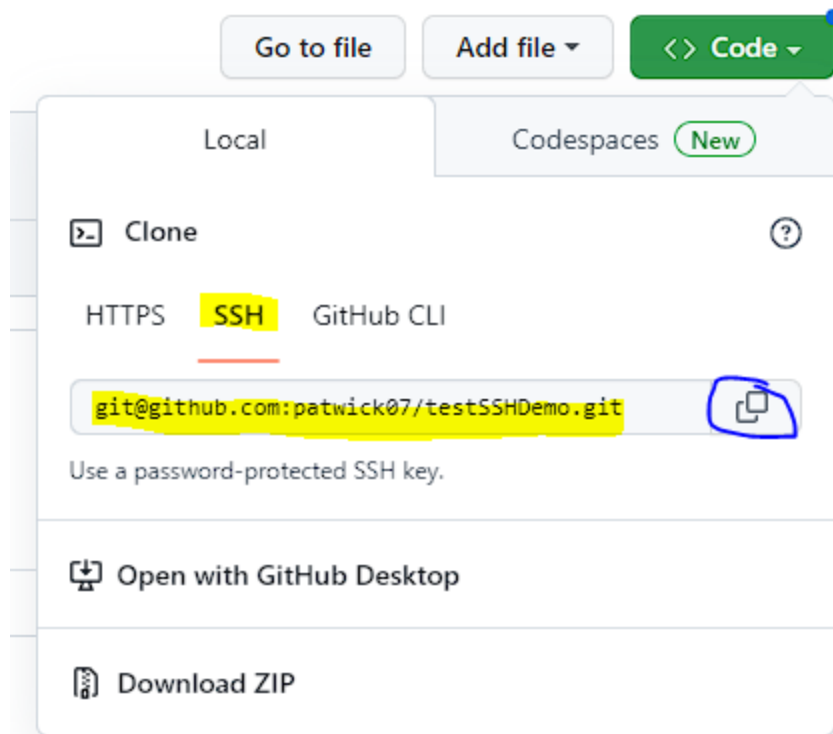 Go to file Add file Code
Local Codespaces New
Clone
HTTPS SSH GitHub CLI
git@github.com:patwick07/testSSHDemo.git
Use a password-protected SSH key.
Open with GitHub Desktop
Download ZIP